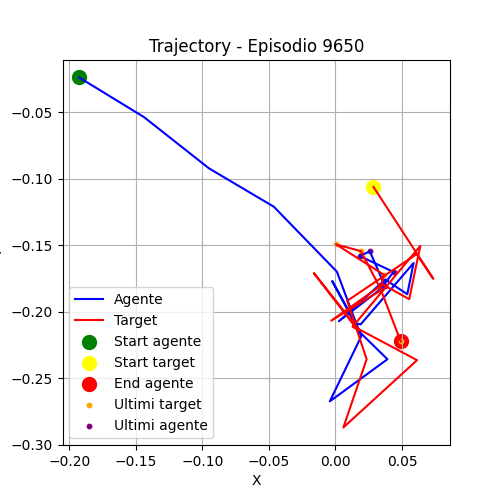 Trajectory - Episodio 9650
−0.05
−0.10
−0.15
−0.20
−0.25
−0.30
Agente
Target
Start agente
Start target
End agente
Ultimi target
Ultimi agente
−0.20 −0.15 −0.10 −0.05 0.00 0.05
X